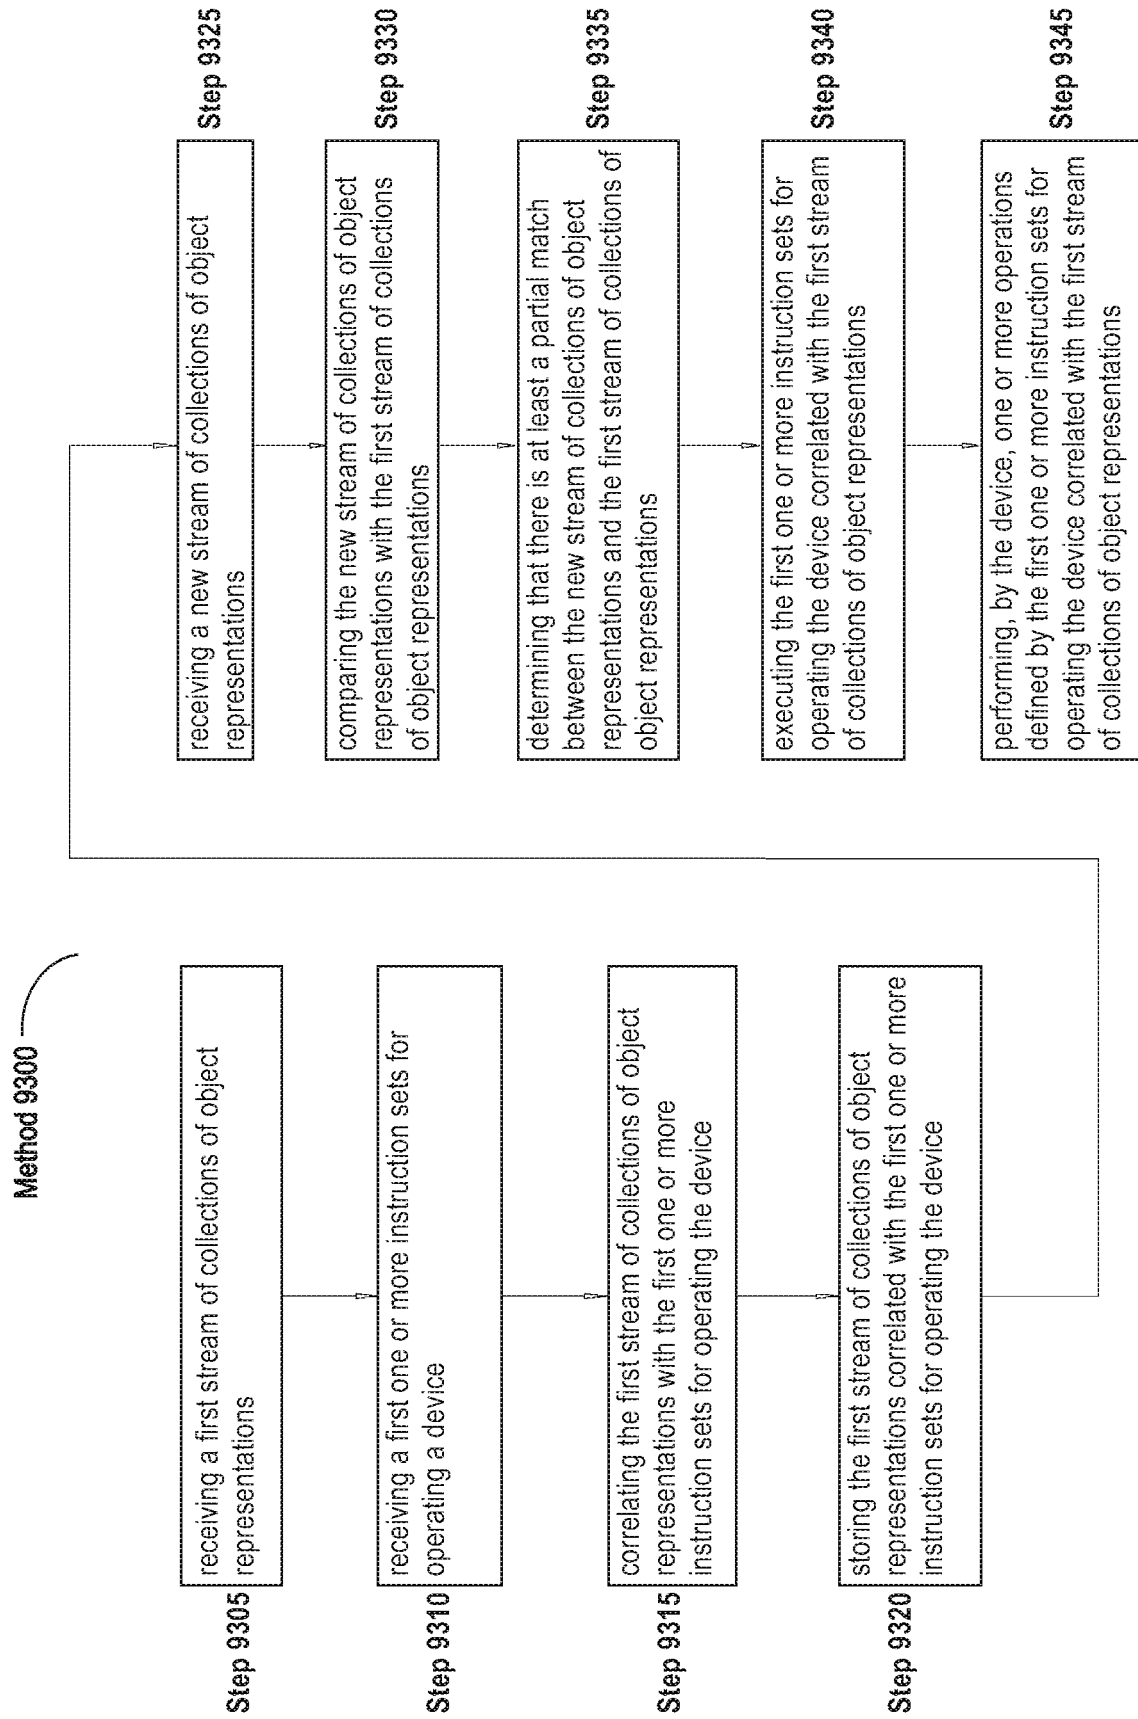 Method 9300
Step 9305
receiving a first stream of collections of object
representations
Step 9310
receiving a first one or more instruction sets for
operating a device
Step 9315
correlating the first stream of collections of object
representations with the first one or more
instruction sets for operating the device
Step 9320
storing the first stream of collections of object
representations correlated with the first one or more
instruction sets for operating the device
receiving a new stream of collections of object
representations
Step 9325
comparing the new stream of collections of object
representations with the first stream of collections
of object representations
Step 9330
determining that there is at least a partial match
between the new stream of collections of object
representations and the first stream of collections of
object representations
Step 9335
executing the first one or more instruction sets for
operating the device correlated with the first stream
of collections of object representations
Step 9340
performing, by the device, one or more operations
defined by the first one or more instruction sets for
operating the device correlated with the first stream
of collections of object representations
Step 9345